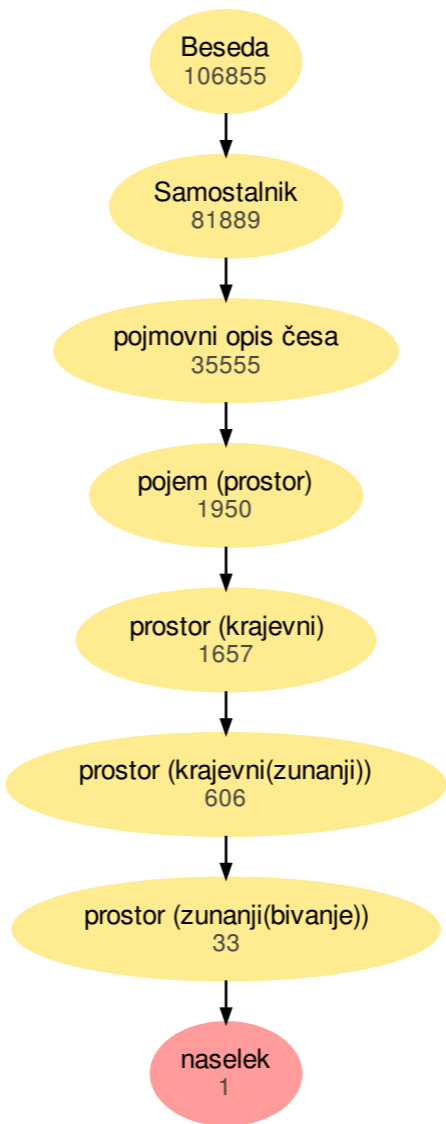 Beseda
106855
Samostalnik
81889
pojmovni opis česa
35555
pojem (prostor)
1950
prostor (krajevni)
1657
prostor (krajevni(zunanji))
606
prostor (zunanji(bivanje))
33
naselek
1